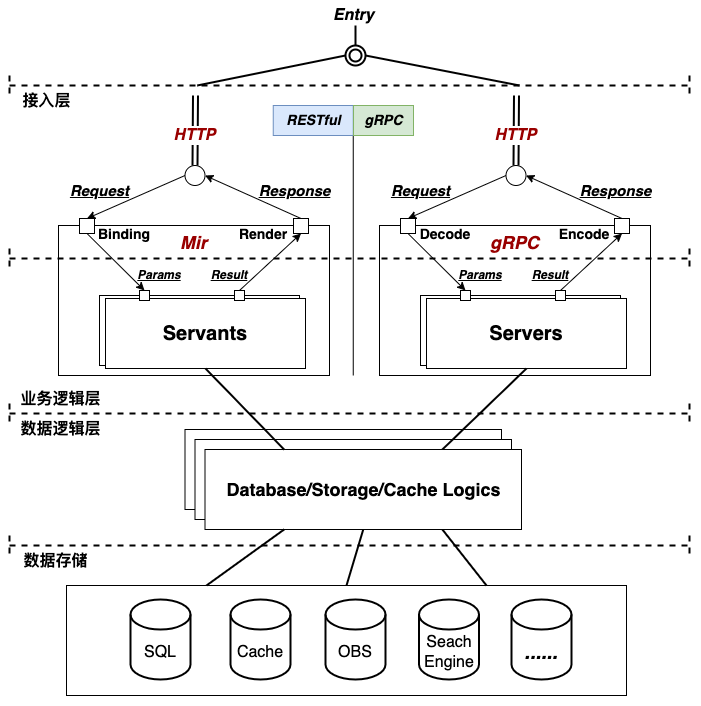 Entry
接入层
RESTful
gRPC
HTTP
HTTP
Request
Response
Request
Response
Binding
Mir
Render
Decode
gRPC
Encode
Params
Result
Params
Result
Servants
Servers
业务逻辑层
数据逻辑层
Database/Storage/Cache Logics
数据存储
SQL
Cache
OBS
Seach
Engine
......